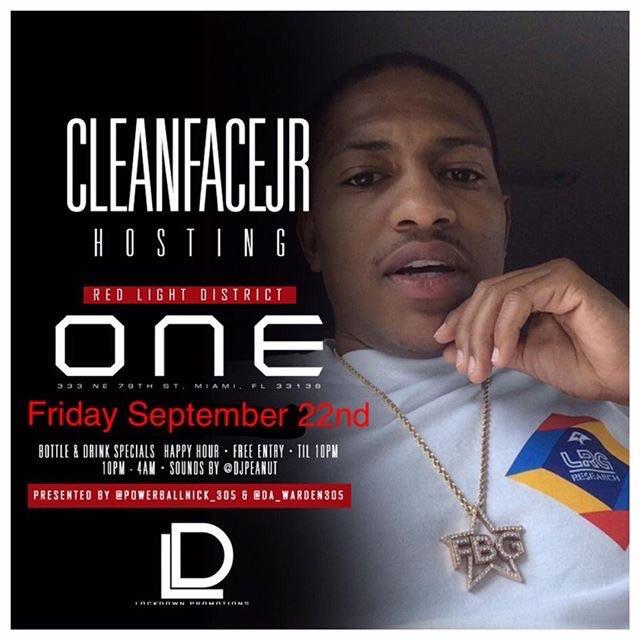 CLEANFACEJR
HOSTING
RED LIGHT DISTRICT
ONE
333 NE 79TH ST, MIAMI, FL 33138
Friday September 22nd
BOTTLE & DRINK SPECIALS HAPPY HOUR • FREE ENTRY • TIL 10PM
10PM - 4AM • SOUNDS BY @DJPEANUT
PRESENTED BY @POWERBALLNICK_305 & @DA_WARDEN305
LD
LOCKDOWN PROMOTIONS
LRG
RESEARCH
FBG